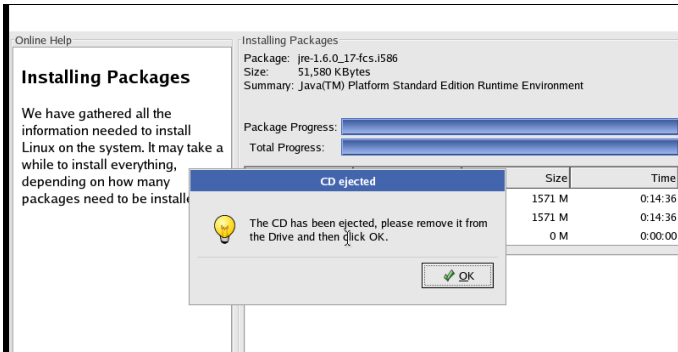 Online Help
Installing Packages
We have gathered all the
information needed to install
Linux on the system. It may take a
while to install everything,
depending on how many
packages need to be
Installing Packages
Package: jre-1.6.0_17-fcs.i586
Size: 51,580 KBytes
Summary: Java(TM) Platform Standard Edition Runtime Environment
Package Progress:
Total Progress:
Size Time
1571 M 0:14:36
1571 M 0:14:36
0 M 0:00:00
CD ejected
The CD has been ejected, please remove it from
the Drive and then click OK.
OK